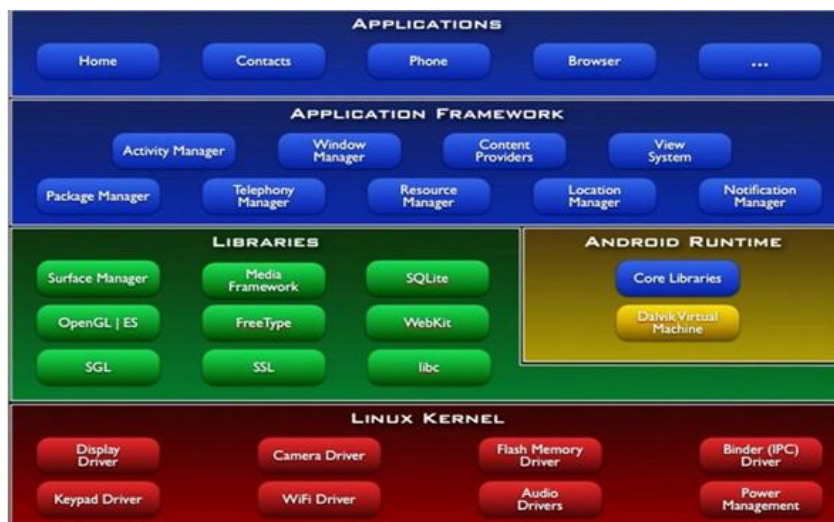 APPLICATIONS
Home
Contacts
Phone
Browser
...
APPLICATION FRAMEWORK
Activity Manager
Window
Manager
Content
Providers
View
System
Package Manager
Telephony
Manager
Resource
Manager
Location
Manager
Notification
Manager
LIBRARIES
Surface Manager
Media
Framework
SQLite
OpenGL | ES
FreeType
WebKit
SGL
SSL
libc
ANDROID RUNTIME
Core Libraries
Dalvik Virtual
Machine
LINUX KERNEL
Display
Driver
Camera Driver
Flash Memory
Driver
Binder (IPC)
Driver
Keypad Driver
WiFi Driver
Audio
Drivers
Power
Management